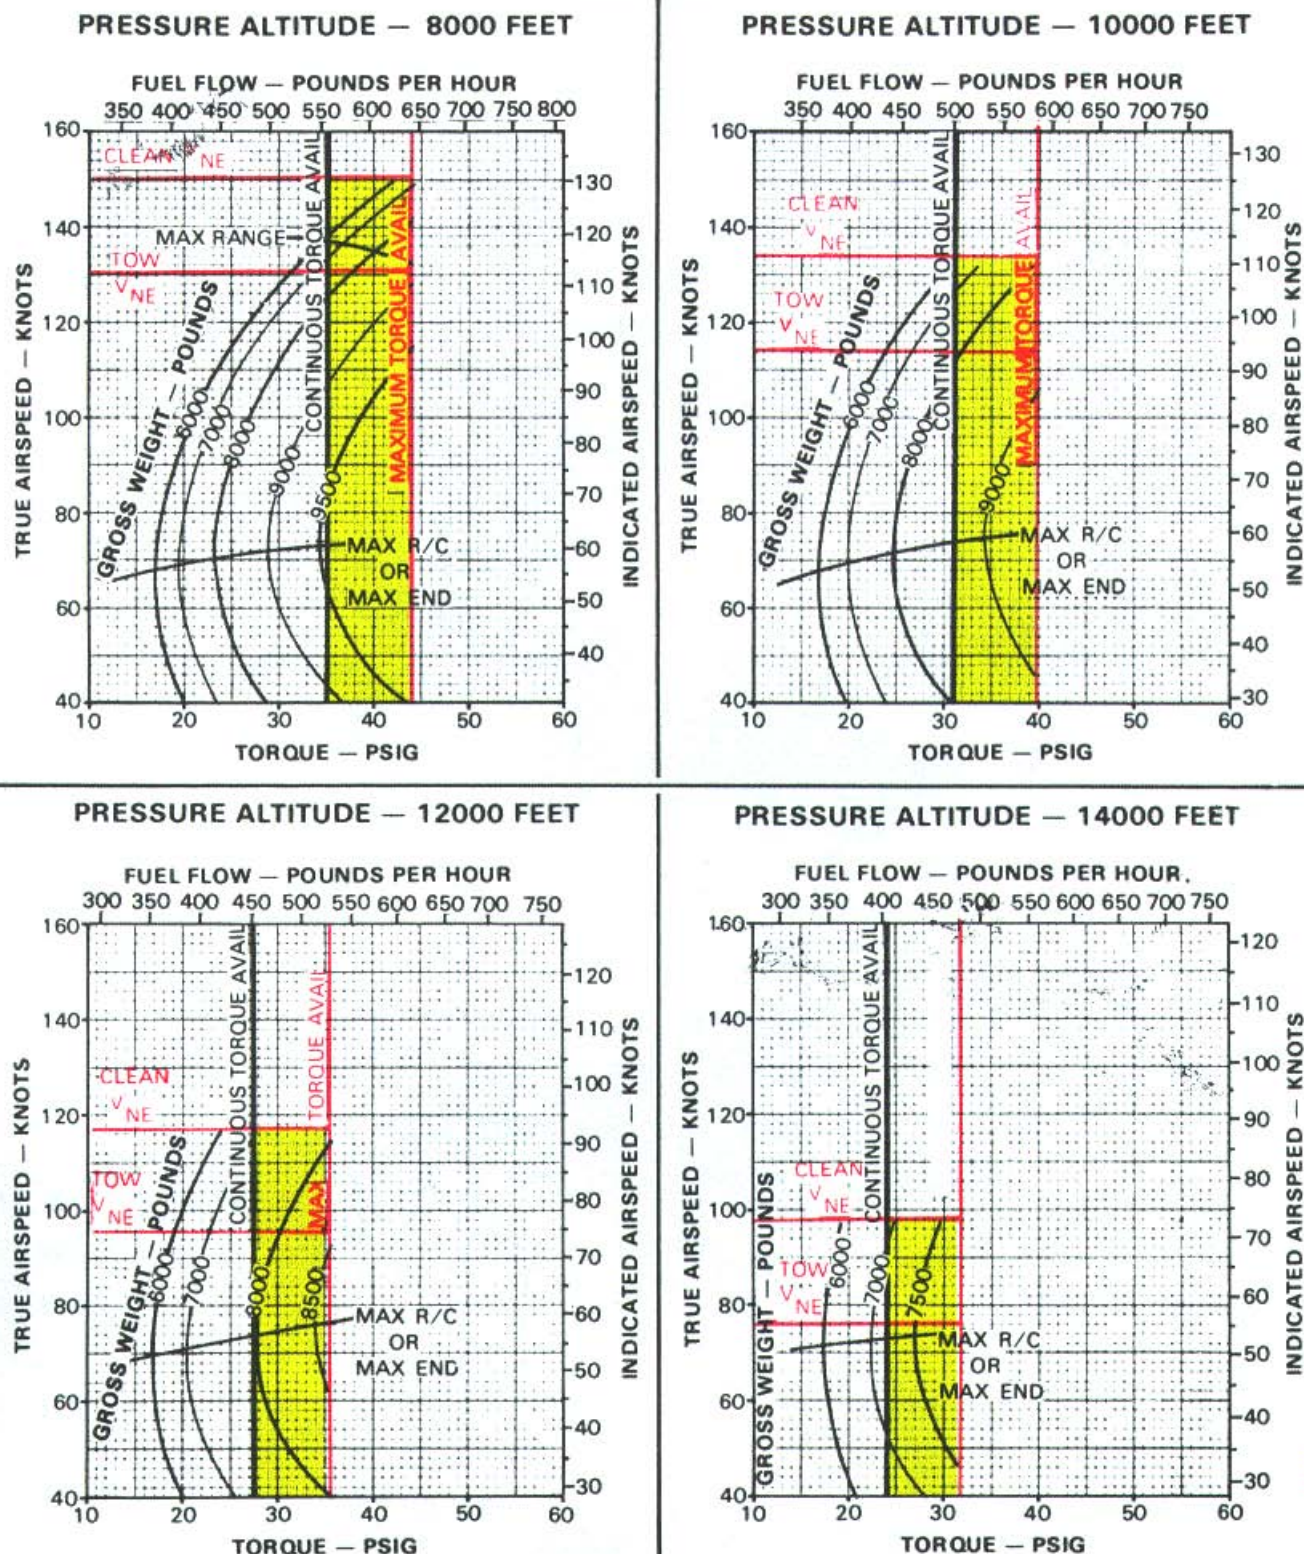 PRESSURE ALTITUDE — 8000 FEET
FUEL FLOW — POUNDS PER HOUR
350 400 450 500 550 600 650 700 750 800
160
140
120
100
80
60
40
TRUE AIRSPEED — KNOTS
CLEAN
NE
MAX RANGE
TOW
V NE
GROSS WEIGHT — POUNDS
6000
7000
8000
9000
9500
CONTINUOUS TORQUE AVAIL
MAXIMUM TORQUE AVAIL
MAX R/C
OR
MAX END
130
120
110
100
90
80
70
60
50
40
INDICATED AIRSPEED — KNOTS
10 20 30 40 50 60
TORQUE — PSIG
PRESSURE ALTITUDE — 10000 FEET
FUEL FLOW — POUNDS PER HOUR
350 400 450 500 550 600 650 700 750
160
140
120
100
80
60
40
TRUE AIRSPEED — KNOTS
CLEAN
V NE
TOW
V NE
GROSS WEIGHT — POUNDS
6000
7000
8000
9000
CONTINUOUS TORQUE AVAIL
MAXIMUM TORQUE AVAIL
MAX R/C
OR
MAX END
130
120
110
100
90
80
70
60
50
40
30
INDICATED AIRSPEED — KNOTS
10 20 30 40 50 60
TORQUE — PSIG
PRESSURE ALTITUDE — 12000 FEET
FUEL FLOW — POUNDS PER HOUR
300 350 400 450 500 550 600 650 700 750
160
140
120
100
80
60
40
TRUE AIRSPEED — KNOTS
CLEAN
V NE
TOW
V NE
GROSS WEIGHT — POUNDS
6000
7000
8000
8500
CONTINUOUS TORQUE AVAIL
MAX TORQUE AVAIL
MAX R/C
OR
MAX END
120
110
100
90
80
70
60
50
40
30
INDICATED AIRSPEED — KNOTS
10 20 30 40 50 60
TORQUE — PSIG
PRESSURE ALTITUDE — 14000 FEET
FUEL FLOW — POUNDS PER HOUR.
300 350 400 450 500 550 600 650 700 750
160
140
120
100
80
60
40
TRUE AIRSPEED — KNOTS
CLEAN
V NE
TOW
V NE
GROSS WEIGHT — POUNDS
6000
7000
7500
CONTINUOUS TORQUE AVAIL
MAX R/C
OR
MAX END
120
110
100
90
80
70
60
50
40
30
INDICATED AIRSPEED — KNOTS
10 20 30 40 50 60
TORQUE — PSIG